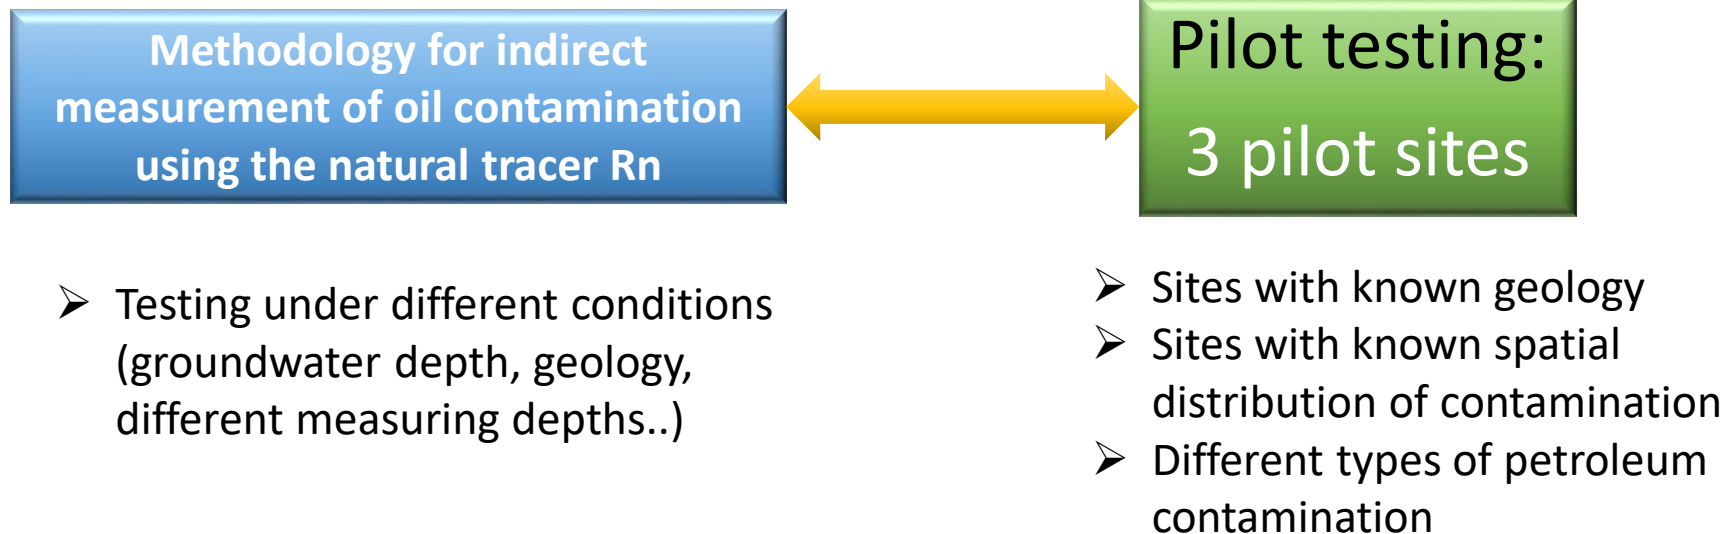 Methodology for indirect
measurement of oil contamination
using the natural tracer Rn
Pilot testing:
3 pilot sites
➢ Testing under different conditions
(groundwater depth, geology,
different measuring depths..)
➢ Sites with known geology
➢ Sites with known spatial
distribution of contamination
➢ Different types of petroleum
contamination